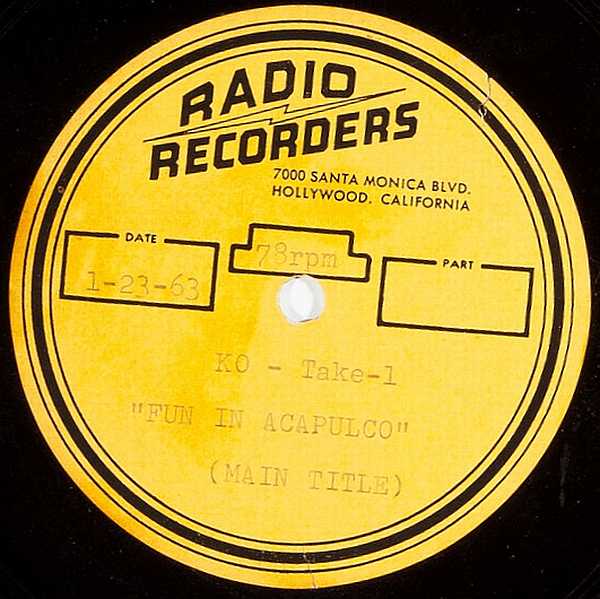 RADIO
RECORDERS
7000 SANTA MONICA BLVD.
HOLLYWOOD, CALIFORNIA
DATE
78rpm
PART
1-23-63
KO - Take-1
"FUN IN ACAPULCO"
(MAIN TITLE)